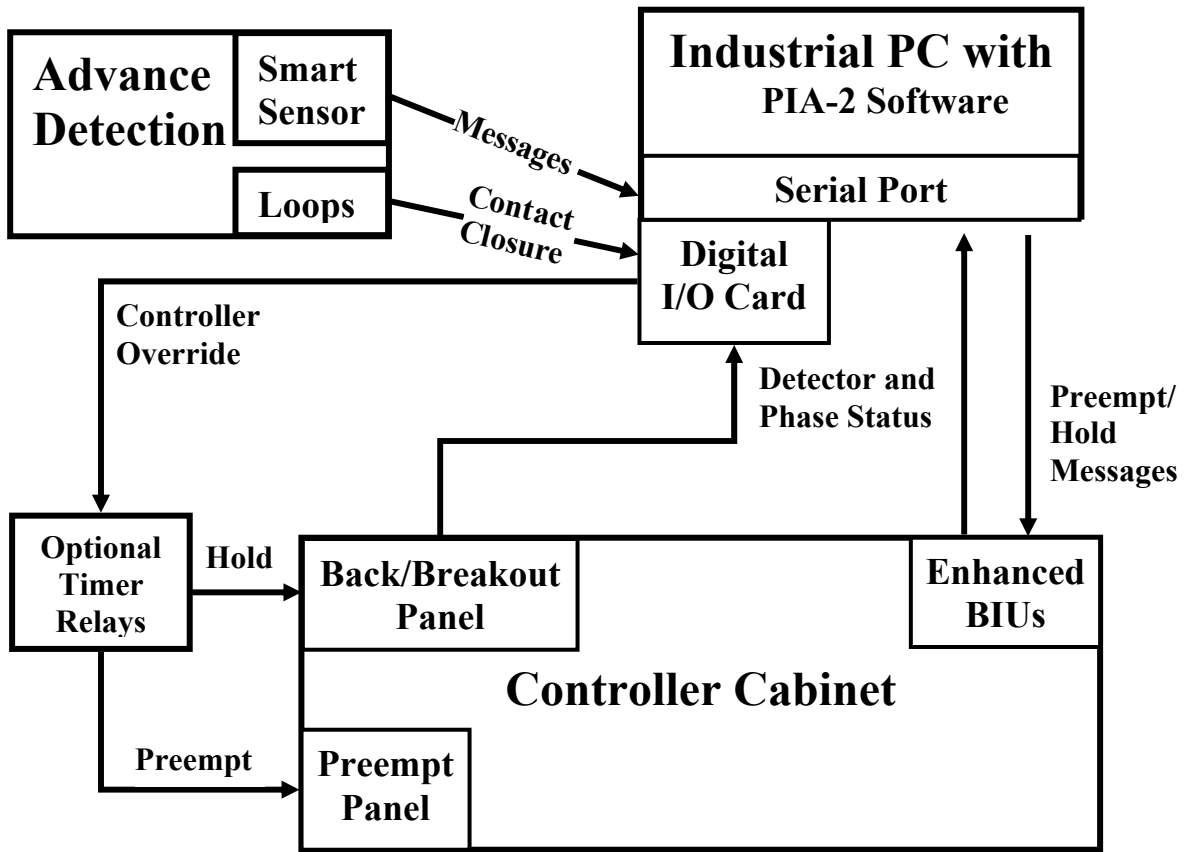 Advance
Detection
Smart
Sensor
Loops
Messages
Contact
Closure
Industrial PC with
PIA-2 Software
Serial Port
Digital
I/O Card
Controller
Override
Detector and
Phase Status
Preempt/
Hold
Messages
Optional
Timer
Relays
Hold
Back/Breakout
Panel
Enhanced
BIUs
Controller Cabinet
Preempt
Preempt
Panel